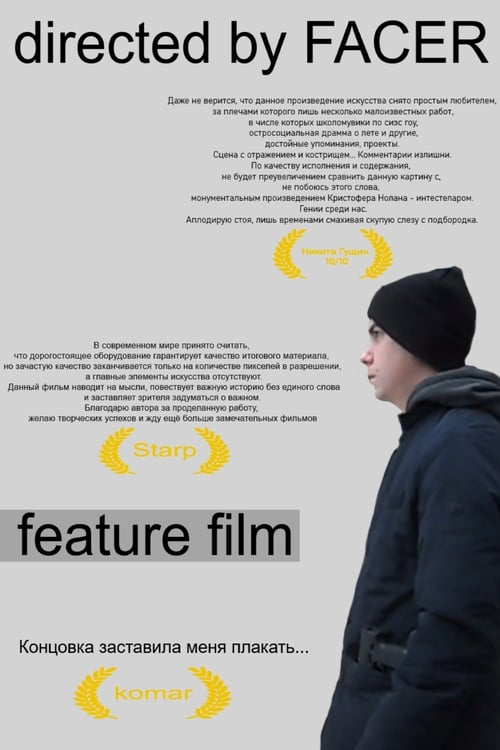 directed by FACER
Даже не верится, что данное произведение искусства снято простым любителем,
за плечами которого лишь несколько малоизвестных работ,
в числе которых школомувики по сиэс гоу,
остросоциальная драмма о лете и другие,
достойные упоминания, проекты.
Сцена с отражением и кострищем... Комментарии излишни.
По качеству исполнения и содержания,
не будет преувеличением сравнить данную картину с,
не побоюсь этого слова,
монументальным произведением Кристофера Нолана - интестеларом.
Гении среди нас.
Аплодирую стоя, лишь временами смахивая скупую слезу с подбородка.
Никита Гущин
10/10
В современном мире принято считать,
что дорогостоящее оборудование гарантирует качество итогового материала,
но зачастую качество заканчивается только на количестве пикселей в разрешении,
а главные элементы искусства отсутствуют.
Данный фильм наводит на мысли, повествует важную историю без единого слова
и заставляет зрителя задуматься о важном.
Благодарю автора за проделанную работу,
желаю творческих успехов и жду ещё больше замечательных фильмов
Starp
feature film
Концовка заставила меня плакать...
komar